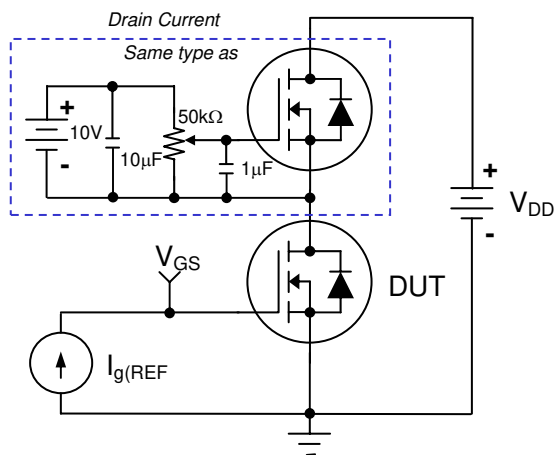 Drain Current
Same type as
+
10V
-
10μF
50kΩ
1μF
+
V_DD
-
V_GS
DUT
I_g(REF